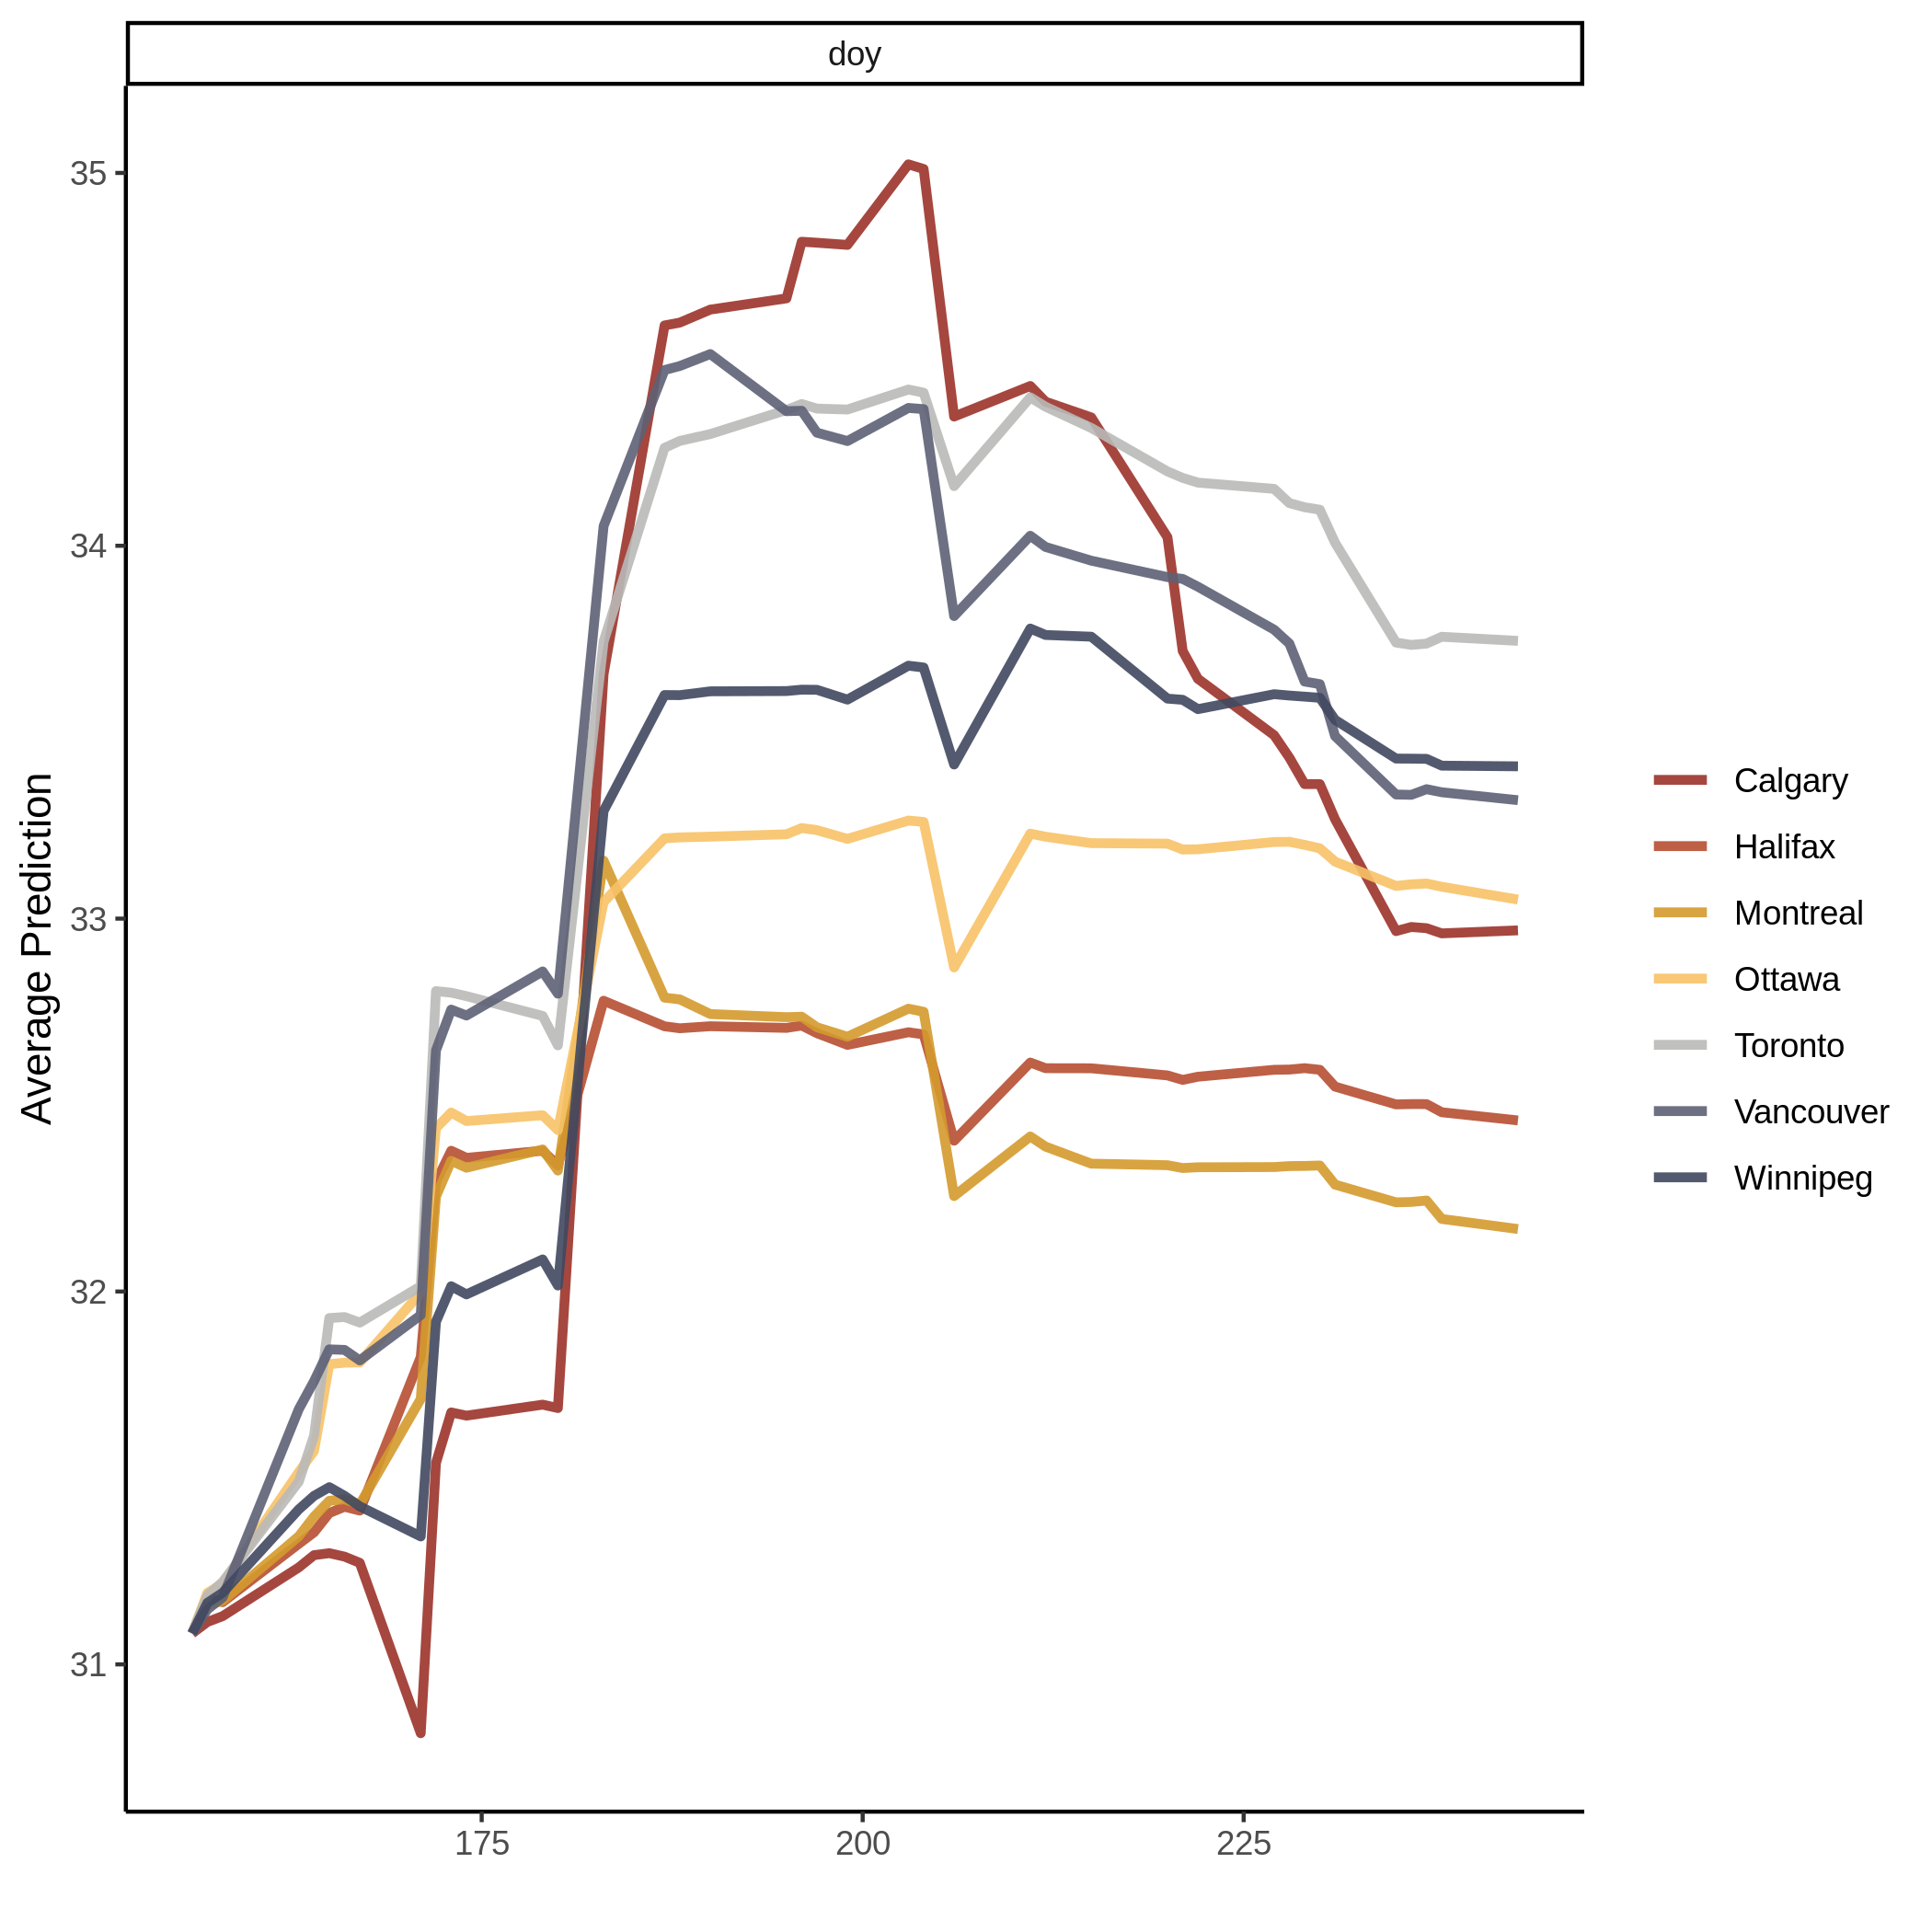 doy
35
34
33
32
31
Average Prediction
175
200
225
Calgary
Halifax
Montreal
Ottawa
Toronto
Vancouver
Winnipeg